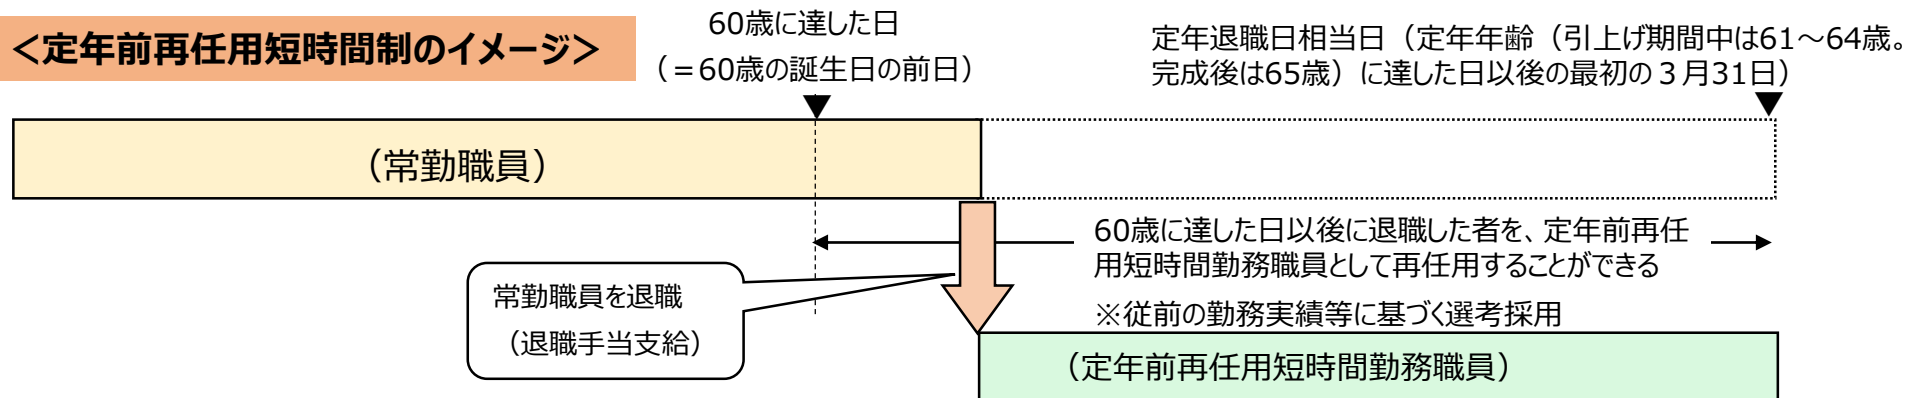 ＜定年前再任用短時間制のイメージ＞
60歳に達した日
（＝60歳の誕生日の前日）
定年退職日相当日（定年年齢（引上げ期間中は61～64歳。
完成後は65歳）に達した日以後の最初の３月31日）
（常勤職員）
60歳に達した日以後に退職した者を、定年前再任
用短時間勤務職員として再任用することができる
※従前の勤務実績等に基づく選考採用
常勤職員を退職
（退職手当支給）
（定年前再任用短時間勤務職員）